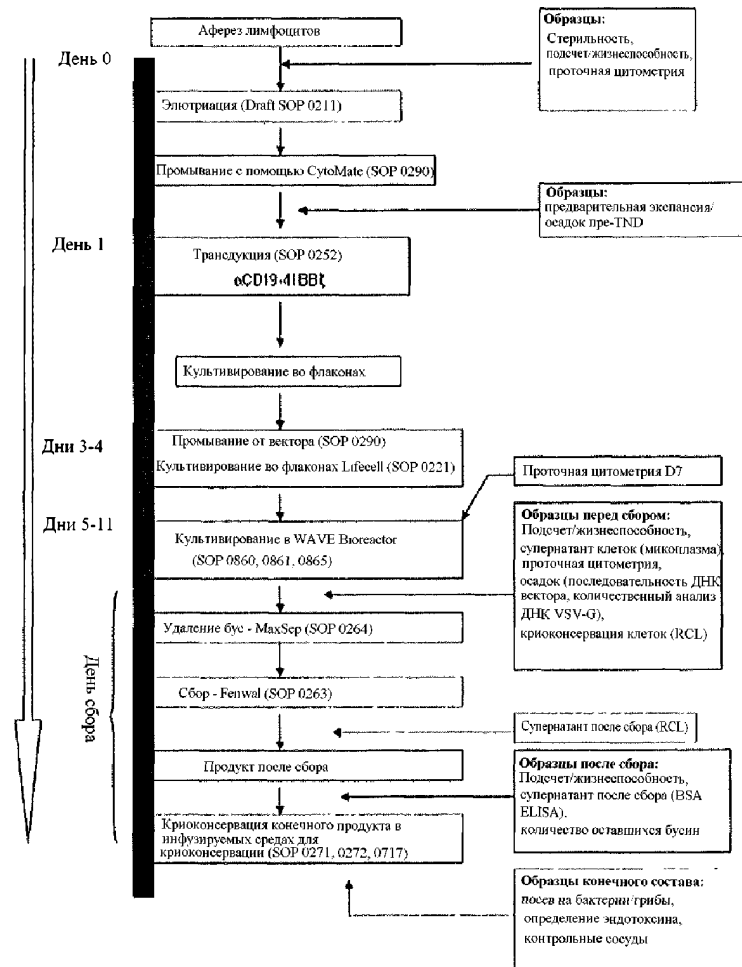 Аферез лимфоцитов
Образцы:
Стерильность,
подсчет/жизнеспособность,
проточная цитометрия
День 0
Элютриация (Draft SOP 0211)
Промывание с помощью CytoMate (SOP 0290)
Образцы:
предварительная экспансия/
осадок пре-TND
День 1
Трансдукция (SOP 0252)
αCD19-41BBζ
Культивирование во флаконах
Дни 3-4
Промывание от вектора (SOP 0290)
Культивирование во флаконах Lifecell (SOP 0221)
Проточная цитометрия D7
Дни 5-11
Культивирование в WAVE Bioreactor
(SOP 0860, 0861, 0865)
Образцы перед сбором:
Подсчет/жизнеспособность,
супернатант клеток (микоплазма)
проточная цитометрия,
осадок (последовательность ДНК
вектора, количественный анализ
ДНК VSV-G),
криоконсервация клеток (RCL)
День сбора
Удаление бус - MaxSep (SOP 0264)
Сбор - Fenwal (SOP 0263)
Супернатант после сбора (RCL)
Продукт после сбора
Образцы после сбора:
Подсчет/жизнеспособность,
супернатант после сбора (BSA
ELISA),
количество оставшихся бусин
Криоконсервация конечного продукта в
инфузируемых средах для
криоконсервации (SOP 0271, 0272, 0717)
Образцы конечного состава:
посев на бактерии/грибы,
определение эндотоксина,
контрольные сосуды